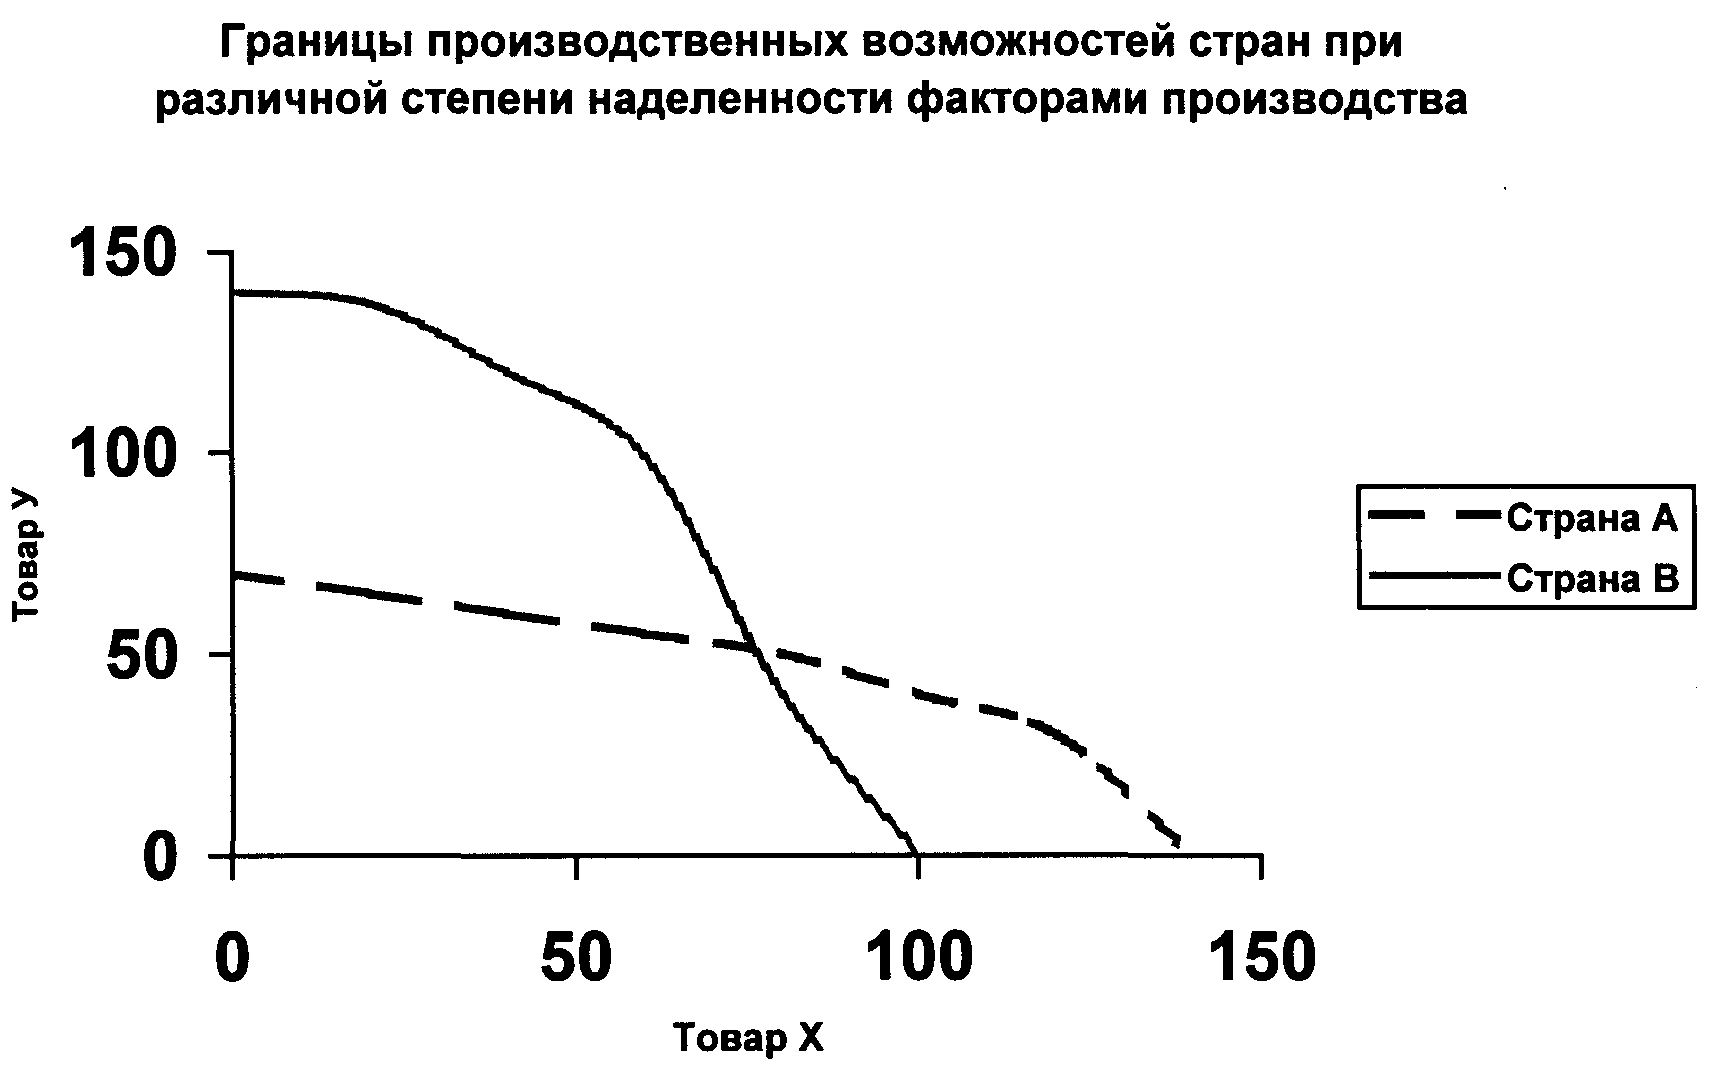 Границы производственных возможностей стран при
различной степени наделенности факторами производства
150
100
50
0
Товар У
0
50
100
150
Товар X
Страна А
Страна В